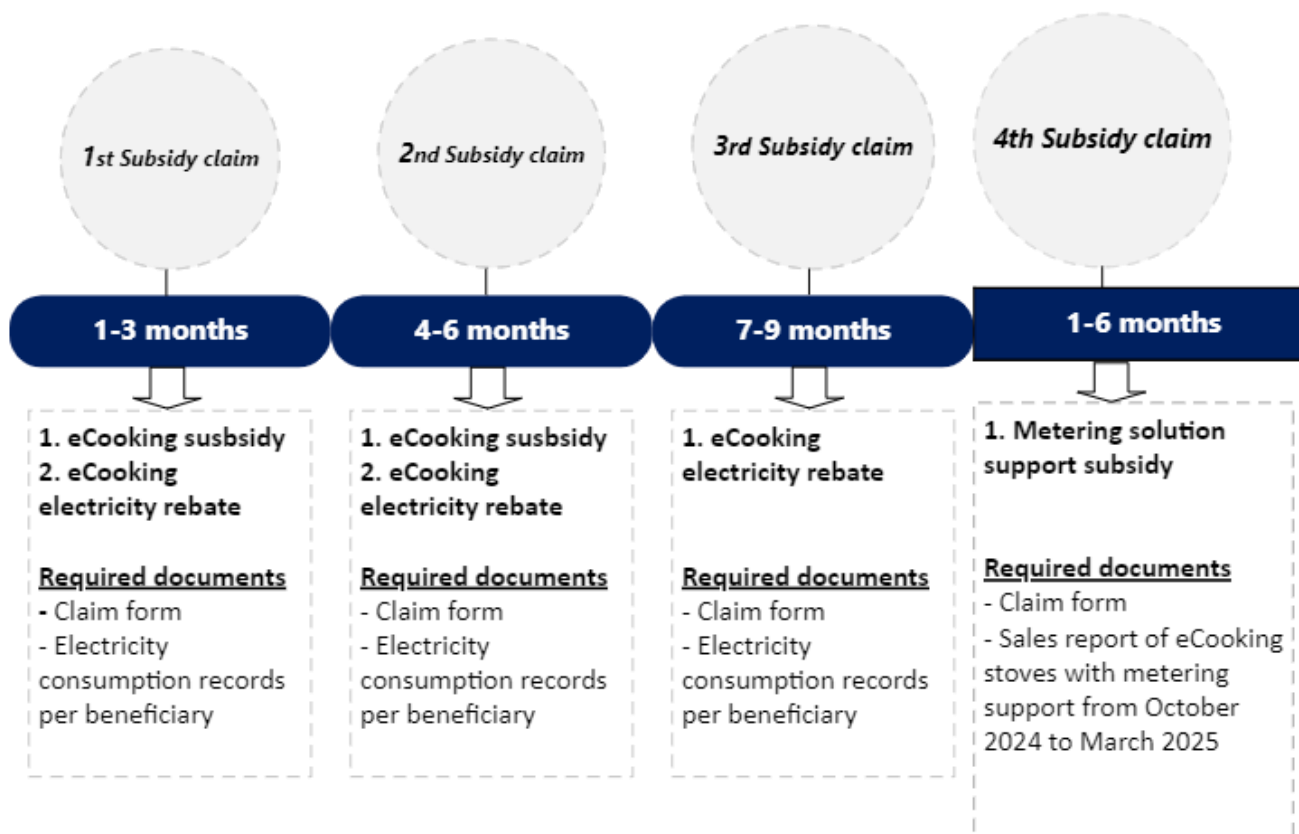 1st Subsidy claim
2nd Subsidy claim
3rd Subsidy claim
4th Subsidy claim
1-3 months
4-6 months
7-9 months
1-6 months
1. eCooking susbsidy
2. eCooking
electricity rebate
Required documents
- Claim form
- Electricity
consumption records
per beneficiary
1. eCooking susbsidy
2. eCooking
electricity rebate
Required documents
- Claim form
- Electricity
consumption records
per beneficiary
1. eCooking
electricity rebate
Required documents
- Claim form
- Electricity
consumption records
per beneficiary
1. Metering solution
support subsidy
Required documents
- Claim form
- Sales report of eCooking
stoves with metering
support from October
2024 to March 2025